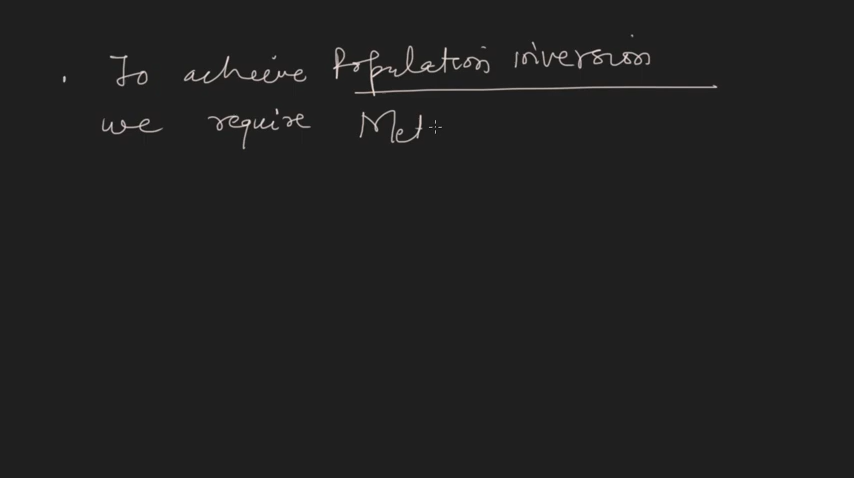 . To achieve Population inversion
we require Met